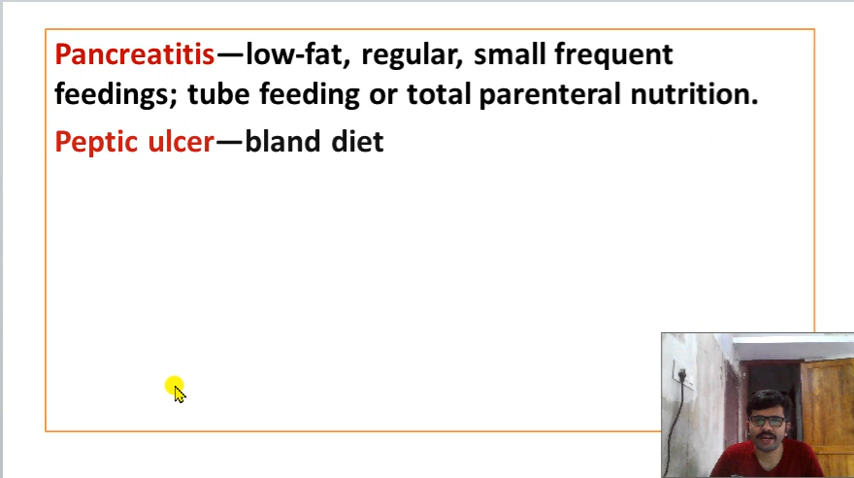 Pancreatitis—low-fat, regular, small frequent
feedings; tube feeding or total parenteral nutrition.
Peptic ulcer—bland diet